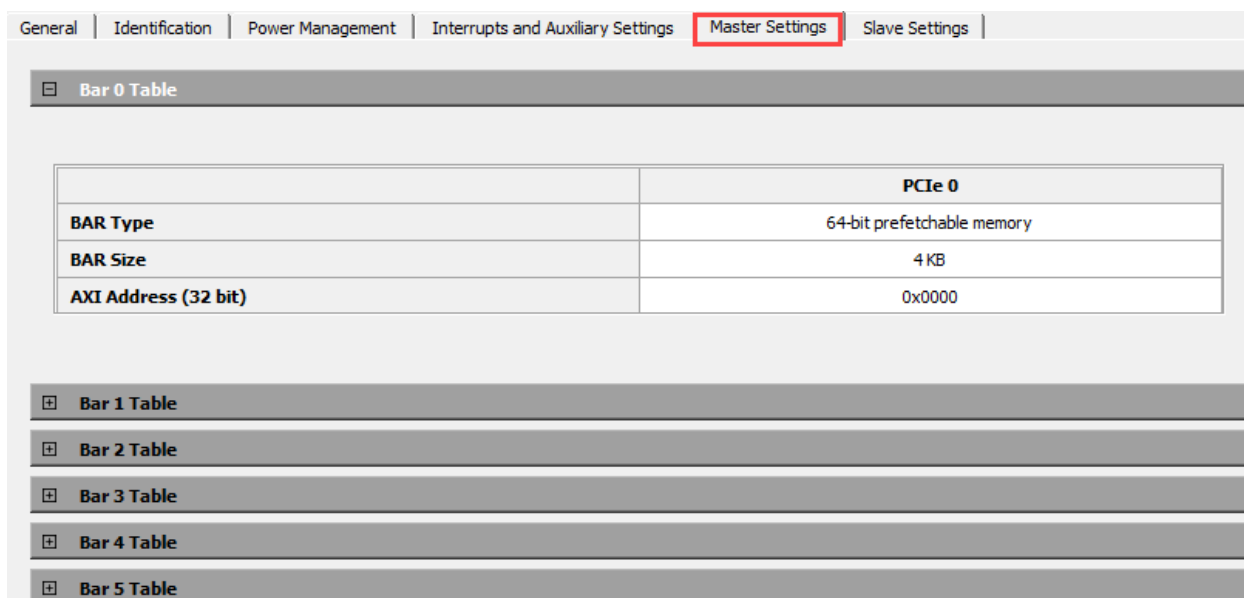 General Identification Power Management Interrupts and Auxiliary Settings Master Settings Slave Settings
Bar 0 Table
PCIe 0
BAR Type 64-bit prefetchable memory
BAR Size 4 KB
AXI Address (32 bit) 0x0000
Bar 1 Table
Bar 2 Table
Bar 3 Table
Bar 4 Table
Bar 5 Table